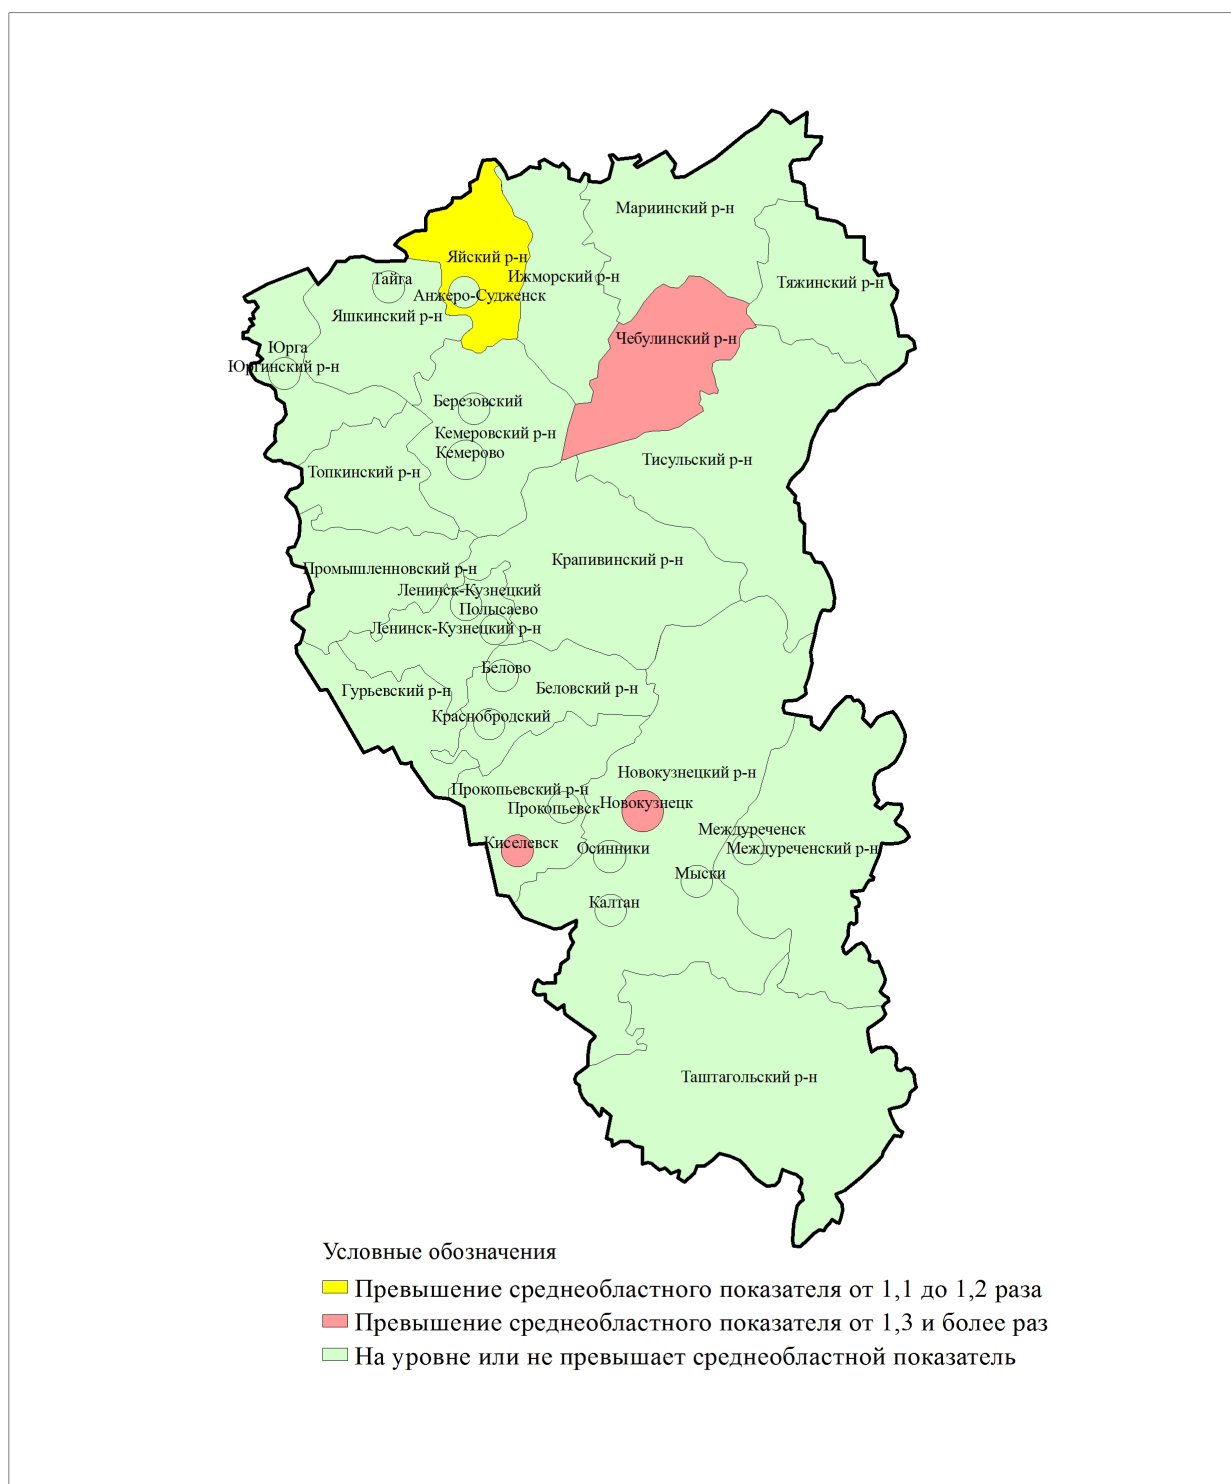 Мариинский р-н
Яйский р-н
Ижморский р-н
Тяжинский р-н
Тайга
Анжеро-Судженск
Яшкинский р-н
Чебулинский р-н
Юрга
Юргинский р-н
Березовский
Кемеровский р-н
Кемерово
Тисульский р-н
Топкинский р-н
Крапивинский р-н
Промышленновский р-н
Ленинск-Кузнецкий
Полысаево
Ленинск-Кузнецкий р-н
Белово
Беловский р-н
Гурьевский р-н
Краснобродский
Новокузнецкий р-н
Прокопьевский р-н
Прокопьевск
Новокузнецк
Междуреченск
Киселевск
Осинники
Междуреченский р-н
Мыски
Калтан
Таштагольский р-н
Условные обозначения
Превышение среднеобластного показателя от 1,1 до 1,2 раза
Превышение среднеобластного показателя от 1,3 и более раз
На уровне или не превышает среднеобластной показатель